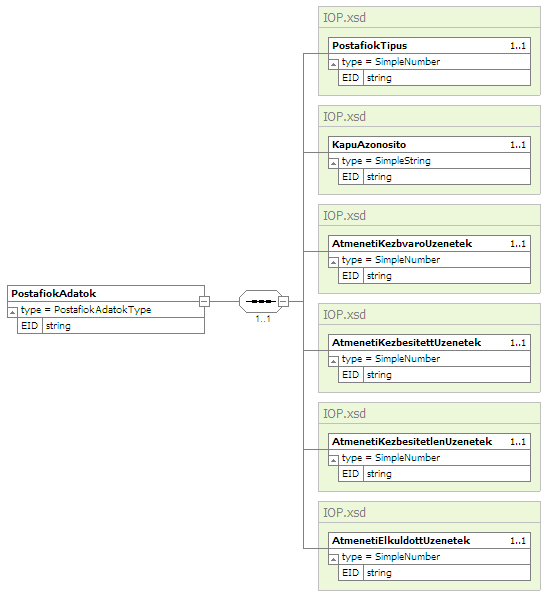 IOP.xsd
PostafiokTipus 1..1
type = SimpleNumber
EID string
IOP.xsd
KapuAzonosito 1..1
type = SimpleString
EID string
IOP.xsd
AtmenetiKezbvaroUzenetek 1..1
type = SimpleNumber
EID string
PostafiokAdatok
type = PostafiokAdatokType
EID string
1..1
IOP.xsd
AtmenetiKezbesitettUzenetek 1..1
type = SimpleNumber
EID string
IOP.xsd
AtmenetiKezbesitetlenUzenetek 1..1
type = SimpleNumber
EID string
IOP.xsd
AtmenetiElkuldottUzenetek 1..1
type = SimpleNumber
EID string